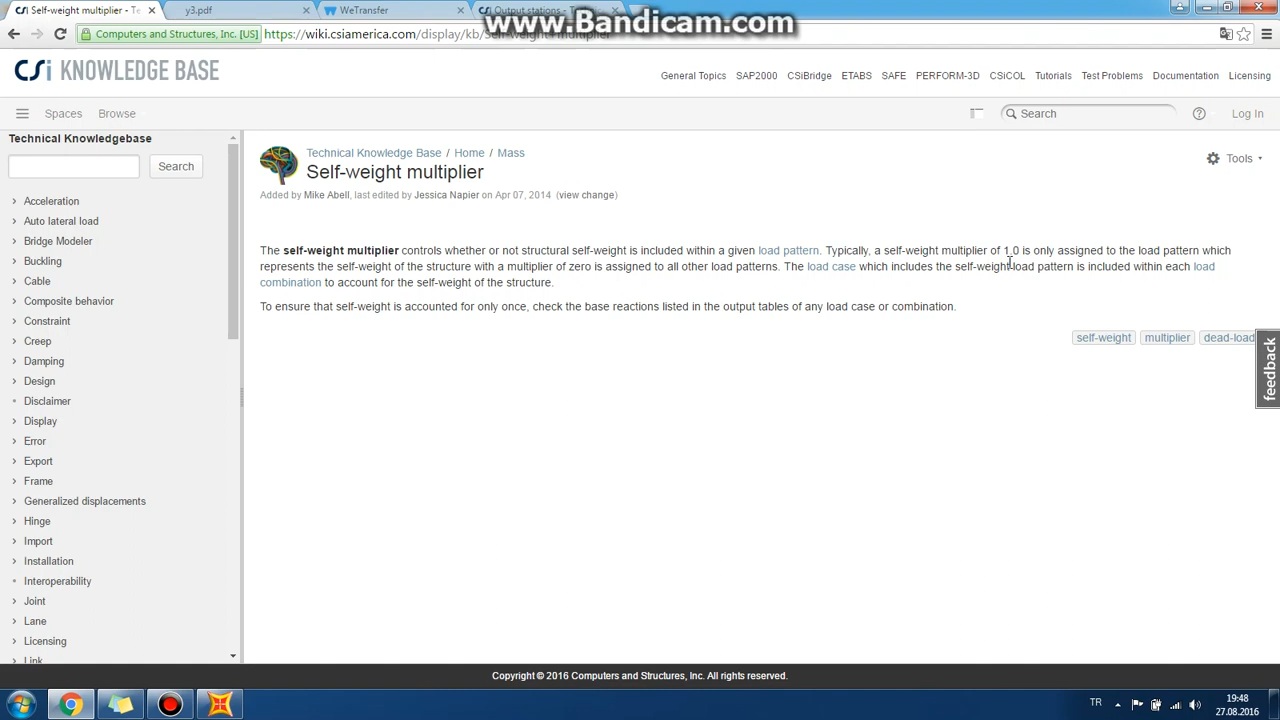 Self-weight multiplier - Te
y3.pdf
WeTransfer
CSi Output stations - Te
www.Bandicam.com
Computers and Structures, Inc. [US]
https://wiki.csiamerica.com/display/kb/Self-weight+multiplier
CSi KNOWLEDGE BASE
General Topics SAP2000 CSiBridge ETABS SAFE PERFORM-3D CSiCOL Tutorials Test Problems Documentation Licensing
Spaces Browse
Search
Log In
Technical Knowledgebase
Search
Acceleration
Auto lateral load
Bridge Modeler
Buckling
Cable
Composite behavior
Constraint
Creep
Damping
Design
Disclaimer
Display
Error
Export
Frame
Generalized displacements
Hinge
Import
Installation
Interoperability
Joint
Lane
Licensing
Link
Technical Knowledge Base / Home / Mass
Self-weight multiplier
Tools
Added by Mike Abell, last edited by Jessica Napier on Apr 07, 2014 (view change)
The self-weight multiplier controls whether or not structural self-weight is included within a given load pattern. Typically, a self-weight multiplier of 1.0 is only assigned to the load pattern which
represents the self-weight of the structure with a multiplier of zero is assigned to all other load patterns. The load case which includes the self-weight load pattern is included within each load
combination to account for the self-weight of the structure.
To ensure that self-weight is accounted for only once, check the base reactions listed in the output tables of any load case or combination.
self-weight multiplier dead-load
feedback
Copyright © 2016 Computers and Structures, Inc. All rights reserved.
TR
19:48
27.08.2016